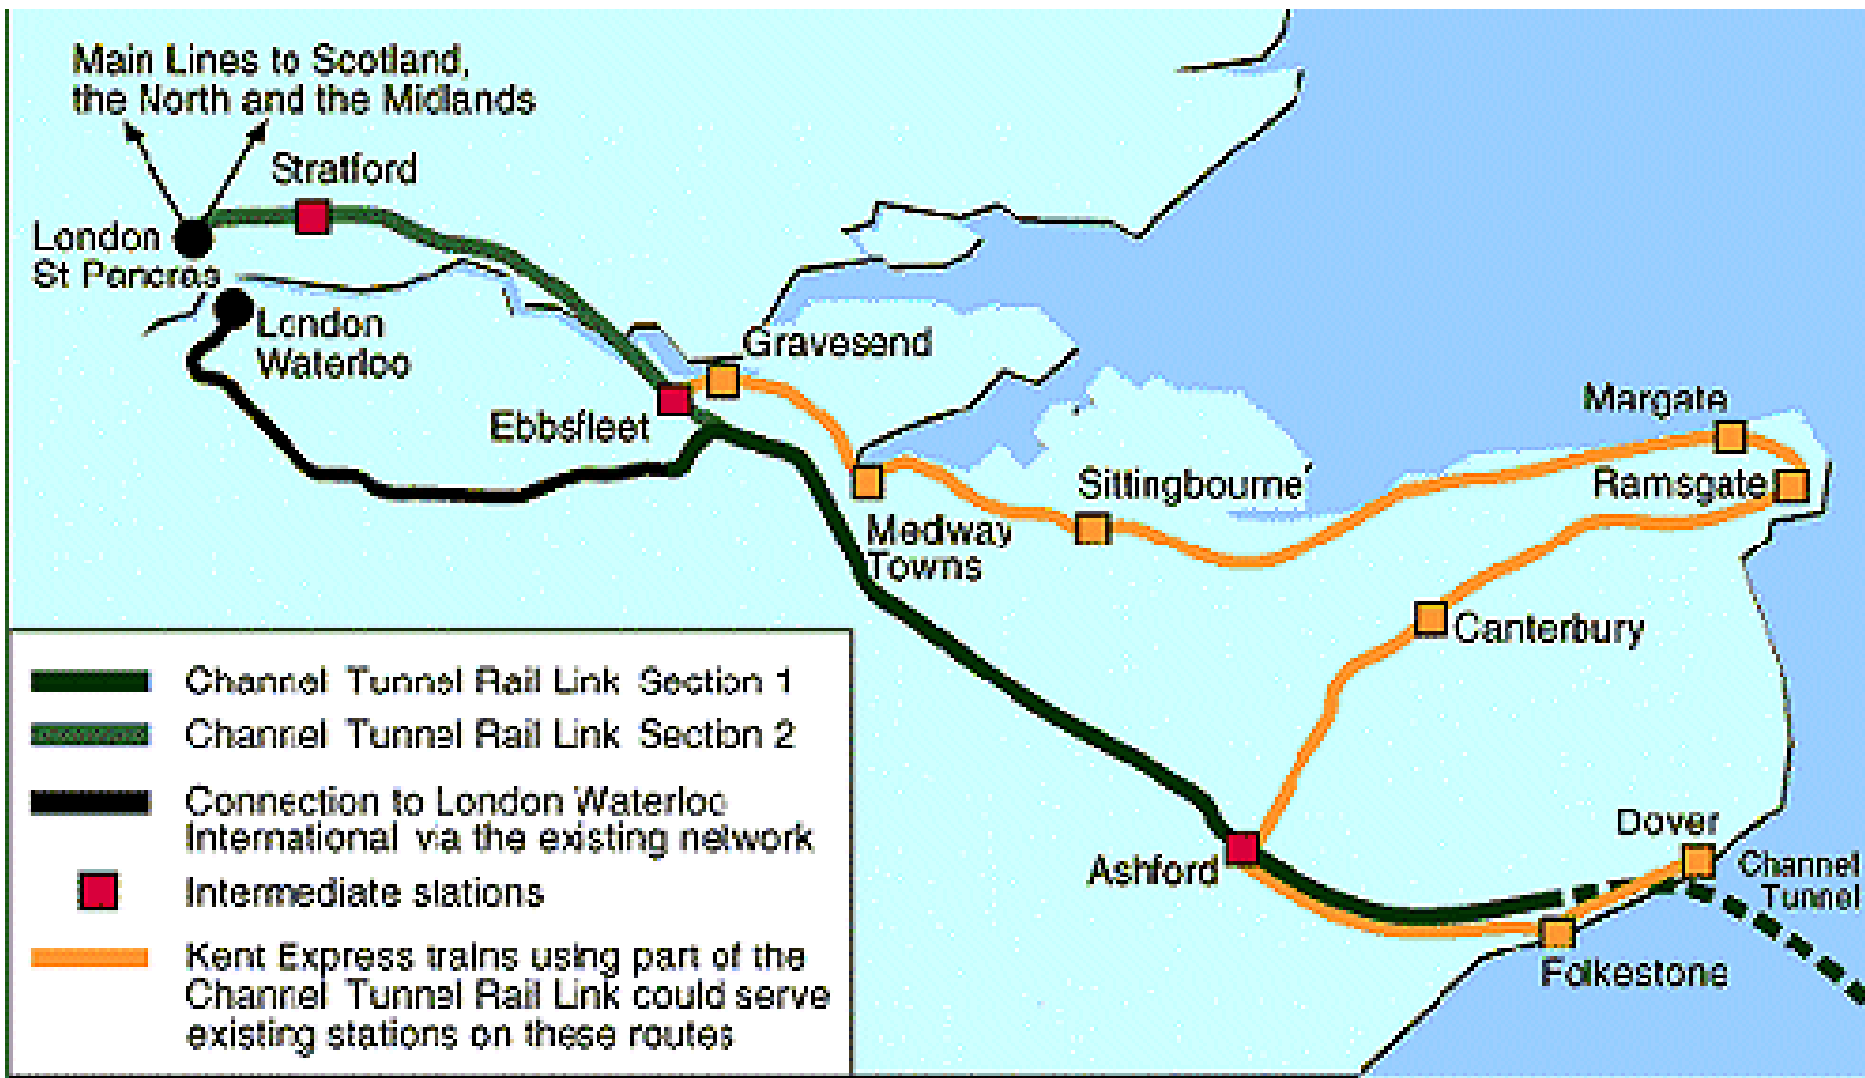 Main Lines to Scotland,
the North and the Midlands
Stratford
London
St Pancras
London
Waterloo
Gravesend
Ebbsfleet
Margate
Ramsgate
Sittingbourne
Medway
Towns
Canterbury
Dover
Channel
Tunnel
Ashford
Folkestone
Channel Tunnel Rail Link Section 1
Channel Tunnel Rail Link Section 2
Connection to London Waterloo
International via the existing network
Intermediate stations
Kent Express trains using part of the
Channel Tunnel Rail Link could serve
existing stations on these routes